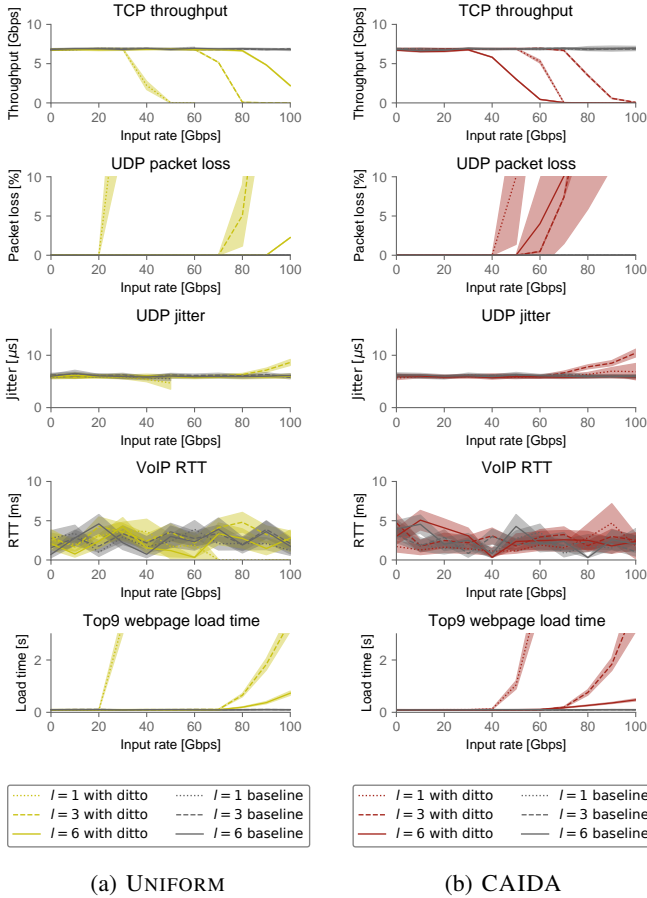 TCP throughput
Throughput [Gbps]
5
0
0 20 40 60 80 100
Input rate [Gbps]
UDP packet loss
Packet loss [%]
10
5
0
0 20 40 60 80 100
Input rate [Gbps]
UDP jitter
Jitter [μs]
10
0
0 20 40 60 80 100
Input rate [Gbps]
VoIP RTT
RTT [ms]
10
5
0
0 20 40 60 80 100
Input rate [Gbps]
Top9 webpage load time
Load time [s]
2
0
0 20 40 60 80 100
Input rate [Gbps]
l = 1 with ditto l = 1 baseline
l = 3 with ditto l = 3 baseline
l = 6 with ditto l = 6 baseline
(a) UNIFORM
TCP throughput
Throughput [Gbps]
5
0
0 20 40 60 80 100
Input rate [Gbps]
UDP packet loss
Packet loss [%]
10
5
0
0 20 40 60 80 100
Input rate [Gbps]
UDP jitter
Jitter [μs]
10
0
0 20 40 60 80 100
Input rate [Gbps]
VoIP RTT
RTT [ms]
10
5
0
0 20 40 60 80 100
Input rate [Gbps]
Top9 webpage load time
Load time [s]
2
0
0 20 40 60 80 100
Input rate [Gbps]
l = 1 with ditto l = 1 baseline
l = 3 with ditto l = 3 baseline
l = 6 with ditto l = 6 baseline
(b) CAIDA